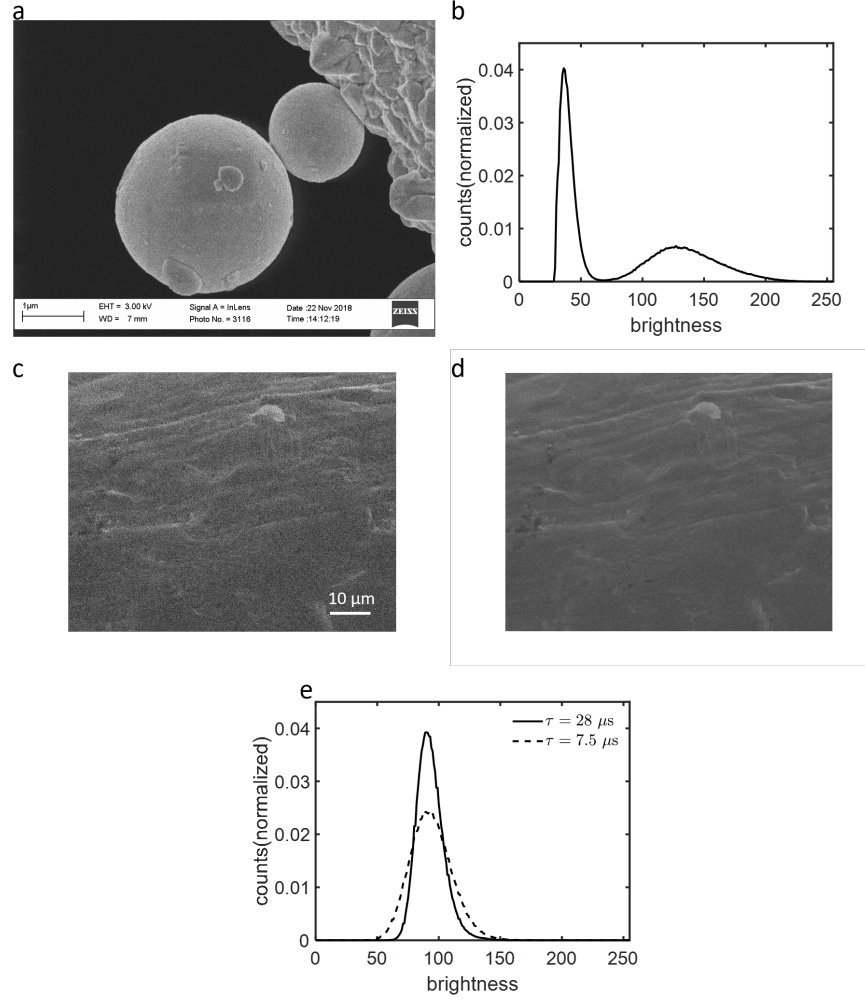 a
1µm
EHT = 3.00 kV
WD = 7 mm
Signal A = InLens
Photo No. = 3116
Date :22 Nov 2018
Time :14:12:19
ZEISS
b
counts(normalized)
0.04
0.03
0.02
0.01
0
0 50 100 150 200 250
brightness
c
10 µm
d
e
counts(normalized)
0.04
0.03
0.02
0.01
0
τ = 28 µs
τ = 7.5 µs
0 50 100 150 200 250
brightness